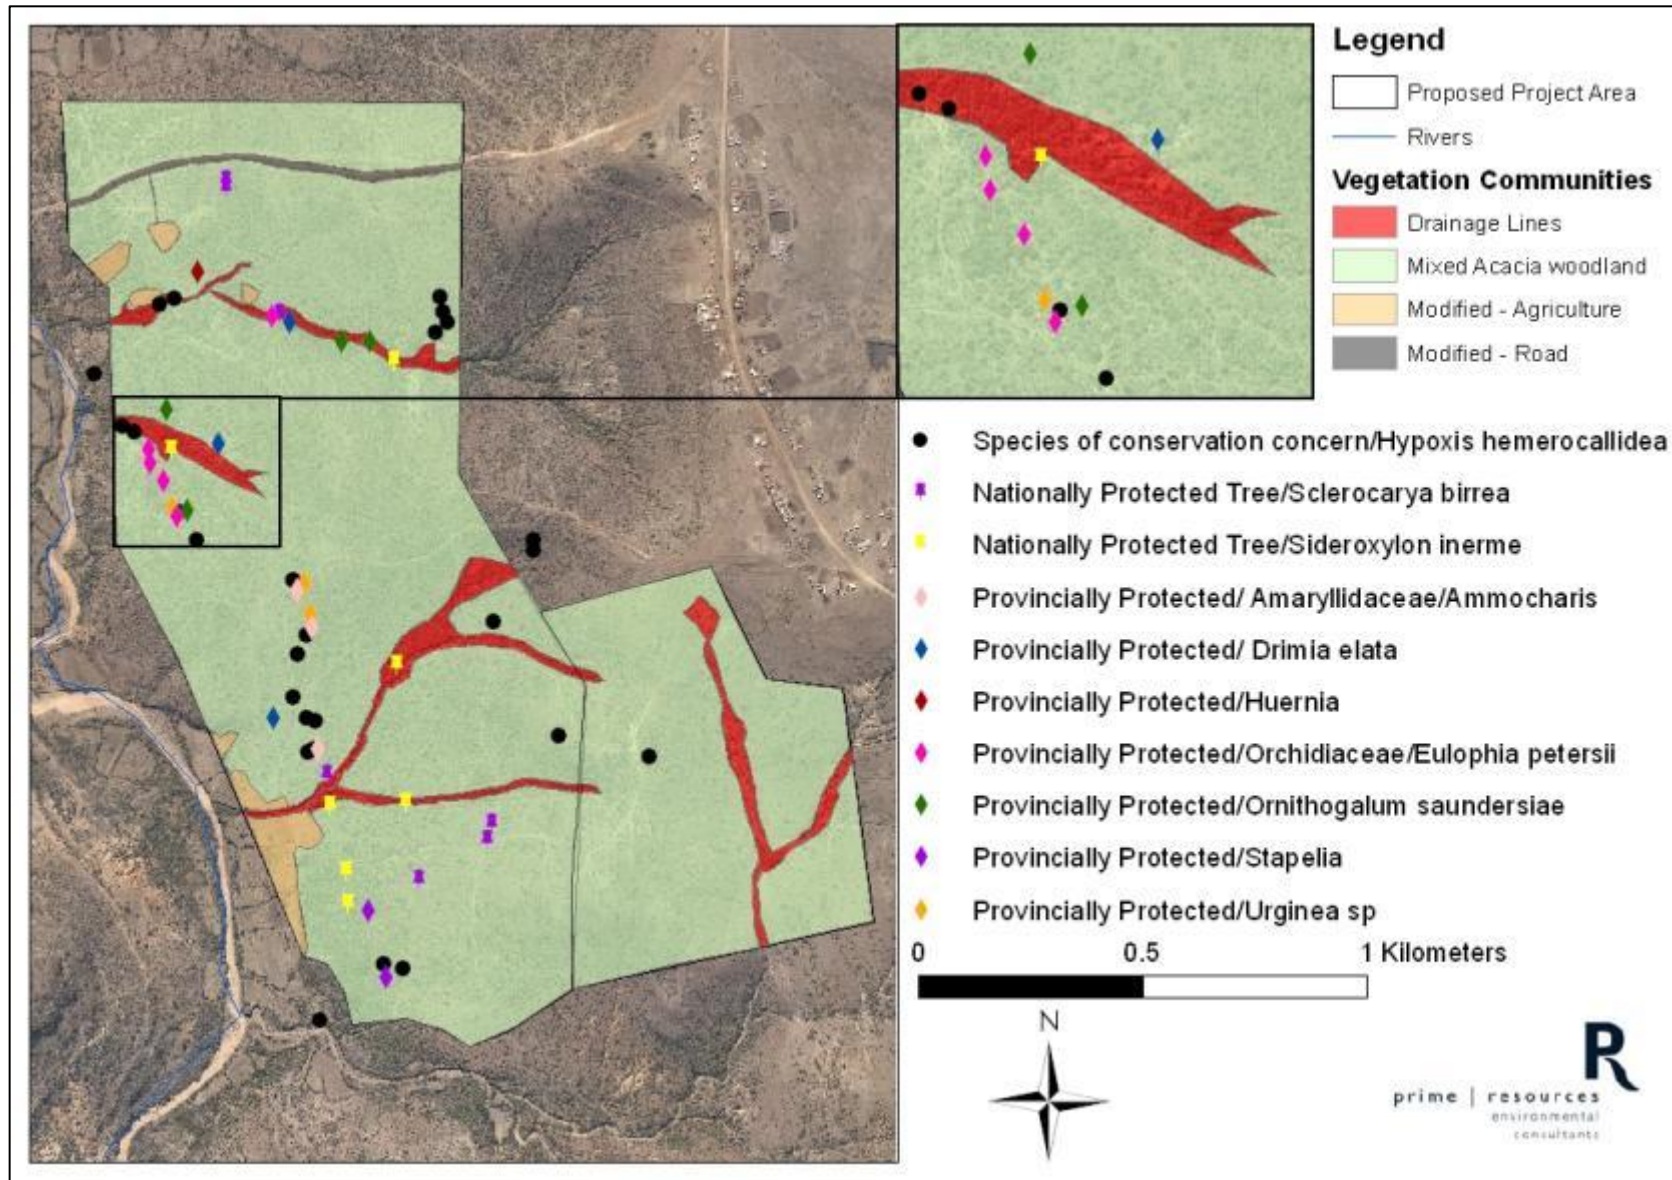 Legend
Proposed Project Area
Rivers
Vegetation Communities
Drainage Lines
Mixed Acacia woodland
Modified - Agriculture
Modified - Road
Species of conservation concern/Hypoxis hemerocallidea
Nationally Protected Tree/Sclerocarya birrea
Nationally Protected Tree/Sideroxylon inerme
Provincially Protected/ Amaryllidaceae/Ammocharis
Provincially Protected/ Drimia elata
Provincially Protected/Huernia
Provincially Protected/Orchidiaceae/Eulophia petersii
Provincially Protected/Ornithogalum saundersiae
Provincially Protected/Stapelia
Provincially Protected/Urginea sp
0 0.5 1 Kilometers
N
R
prime | resources
environmental
consultants